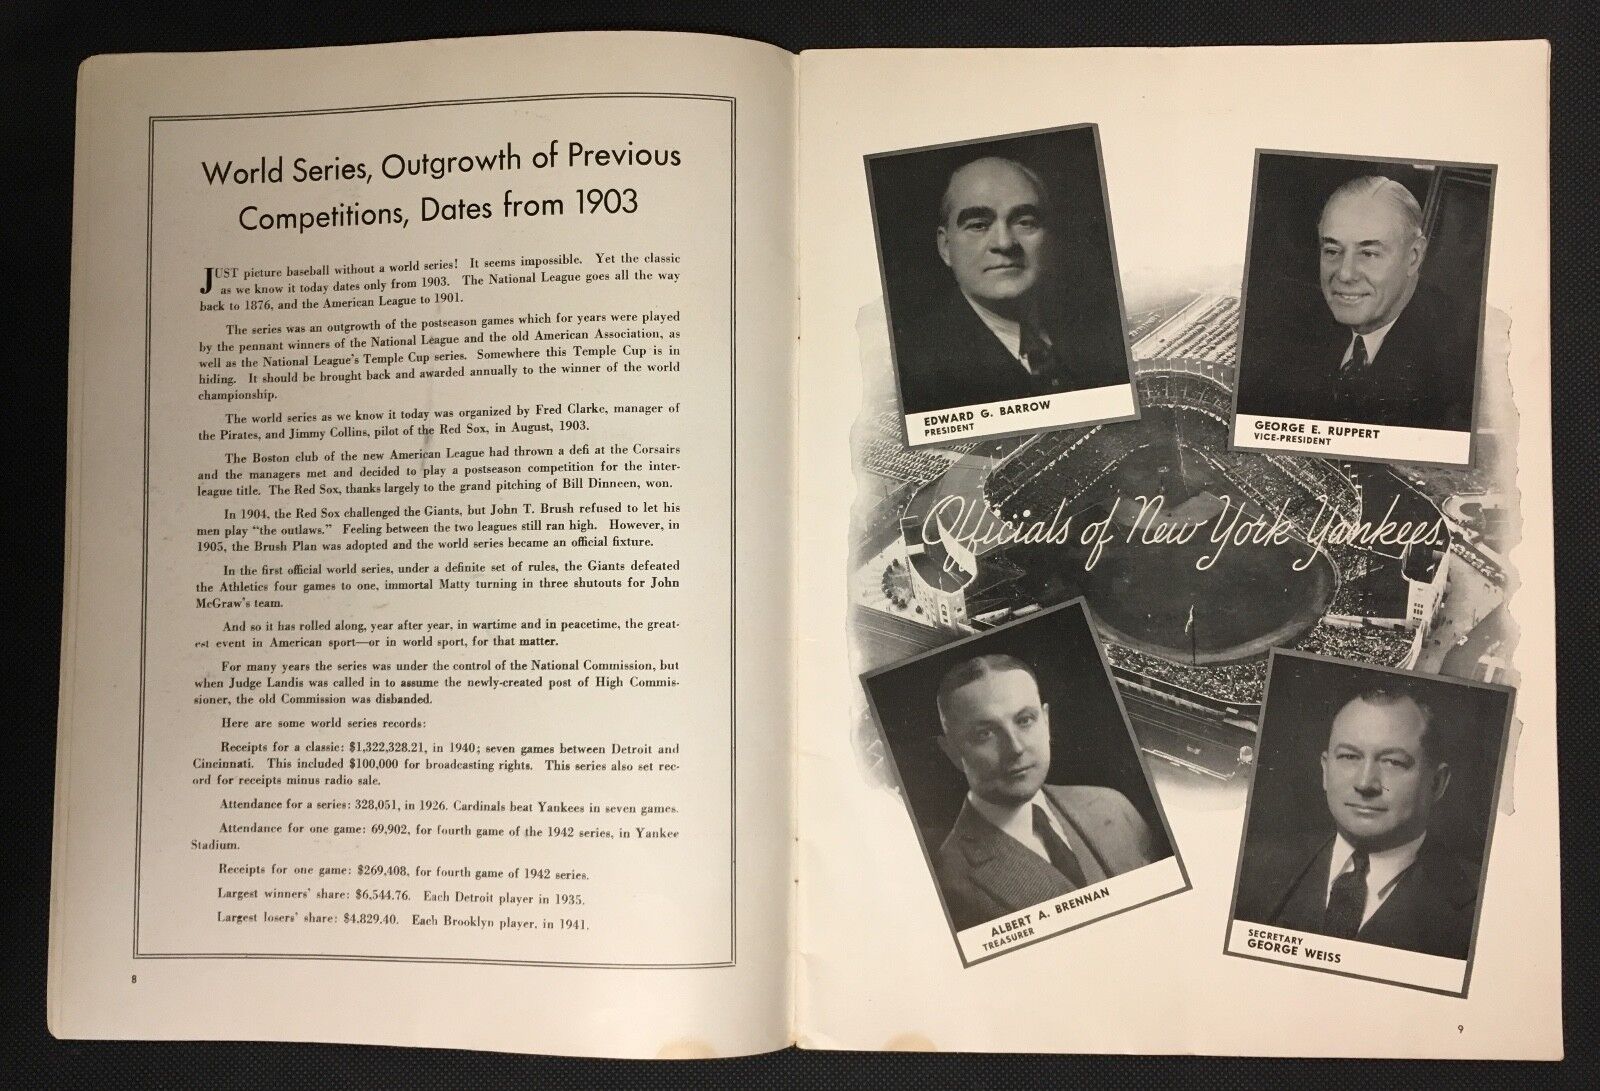 World Series, Outgrowth of Previous
Competitions, Dates from 1903
JUST picture baseball without a world series! It seems impossible. Yet the classic
as we know it today dates only from 1903. The National League goes all the way
back to 1876, and the American League to 1901.
The series was an outgrowth of the postseason games which for years were played
by the pennant winners of the National League and the old American Association, as
well as the National League's Temple Cup series. Somewhere this Temple Cup is in
hiding. It should be brought back and awarded annually to the winner of the world
championship.
The world series as we know it today was organized by Fred Clarke, manager of
the Pirates, and Jimmy Collins, pilot of the Red Sox, in August, 1903.
The Boston club of the new American League had thrown a defi at the Corsairs
and the managers met and decided to play a postseason competition for the inter-
league title. The Red Sox, thanks largely to the grand pitching of Bill Dinneen, won.
In 1904, the Red Sox challenged the Giants, but John T. Brush refused to let his
men play "the outlaws." Feeling between the two leagues still ran high. However, in
1905, the Brush Plan was adopted and the world series became an official fixture.
In the first official world series, under a definite set of rules, the Giants defeated
the Athletics four games to one, immortal Matty turning in three shutouts for John
McGraw's team.
And so it has rolled along, year after year, in wartime and in peacetime, the great-
est event in American sport—or in world sport, for that matter.
For many years the series was under the control of the National Commission, but
when Judge Landis was called in to assume the newly-created post of High Commis-
sioner, the old Commission was disbanded.
Here are some world series records:
Receipts for a classic: $1,322,328.21, in 1940; seven games between Detroit and
Cincinnati. This included $100,000 for broadcasting rights. This series also set rec-
ord for receipts minus radio sale.
Attendance for a series: 328,051, in 1926. Cardinals beat Yankees in seven games.
Attendance for one game: 69,902, for fourth game of the 1942 series, in Yankee
Stadium.
Receipts for one game: $269,408, for fourth game of 1942 series.
Largest winners' share: $6,544.76. Each Detroit player in 1935.
Largest losers' share: $4,829.40. Each Brooklyn player, in 1941.
8
EDWARD G. BARROW
PRESIDENT
GEORGE E. RUPPERT
VICE-PRESIDENT
Officials of New York Yankees.
ALBERT A. BRENNAN
TREASURER
SECRETARY
GEORGE WEISS
9